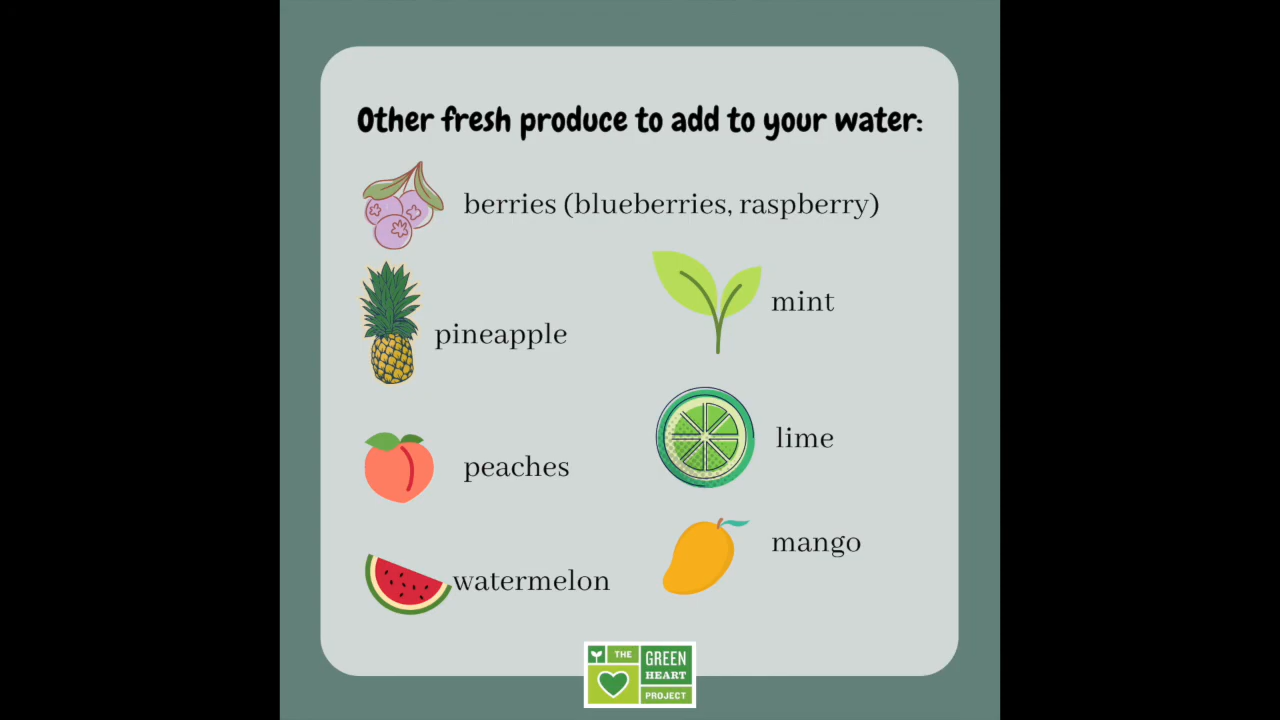 Other fresh produce to add to your water:
berries (blueberries, raspberry)
mint
pineapple
lime
peaches
mango
watermelon
THE
GREEN
HEART
PROJECT